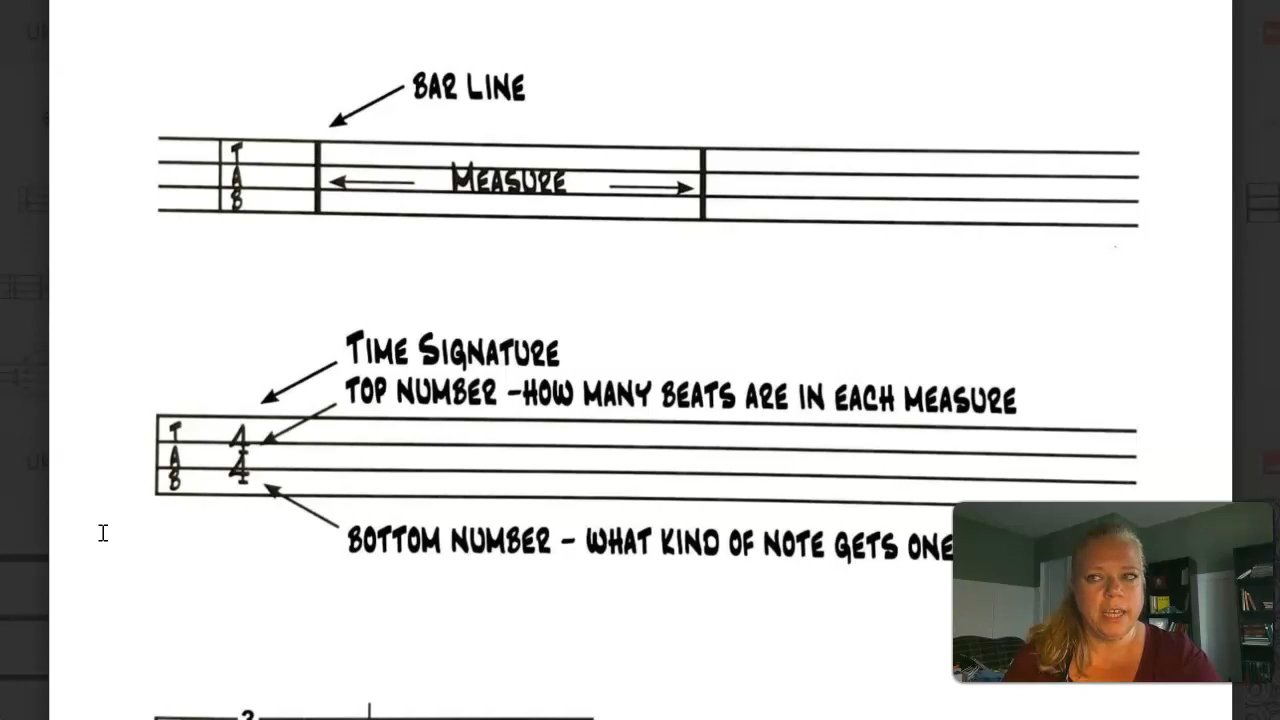 BAR LINE
T
A
B
MEASURE
TIME SIGNATURE
TOP NUMBER -HOW MANY BEATS ARE IN EACH MEASURE
T
A
B
4
4
BOTTOM NUMBER - WHAT KIND OF NOTE GETS ONE